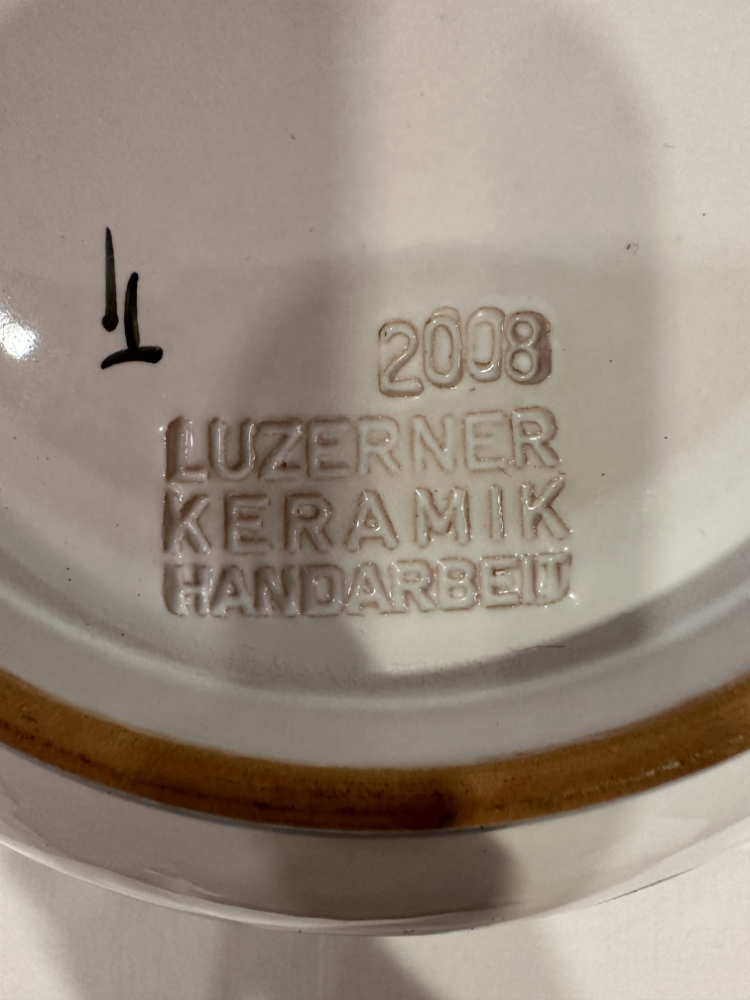 2008
LUZERNER
KERAMIK
HANDARBEIT